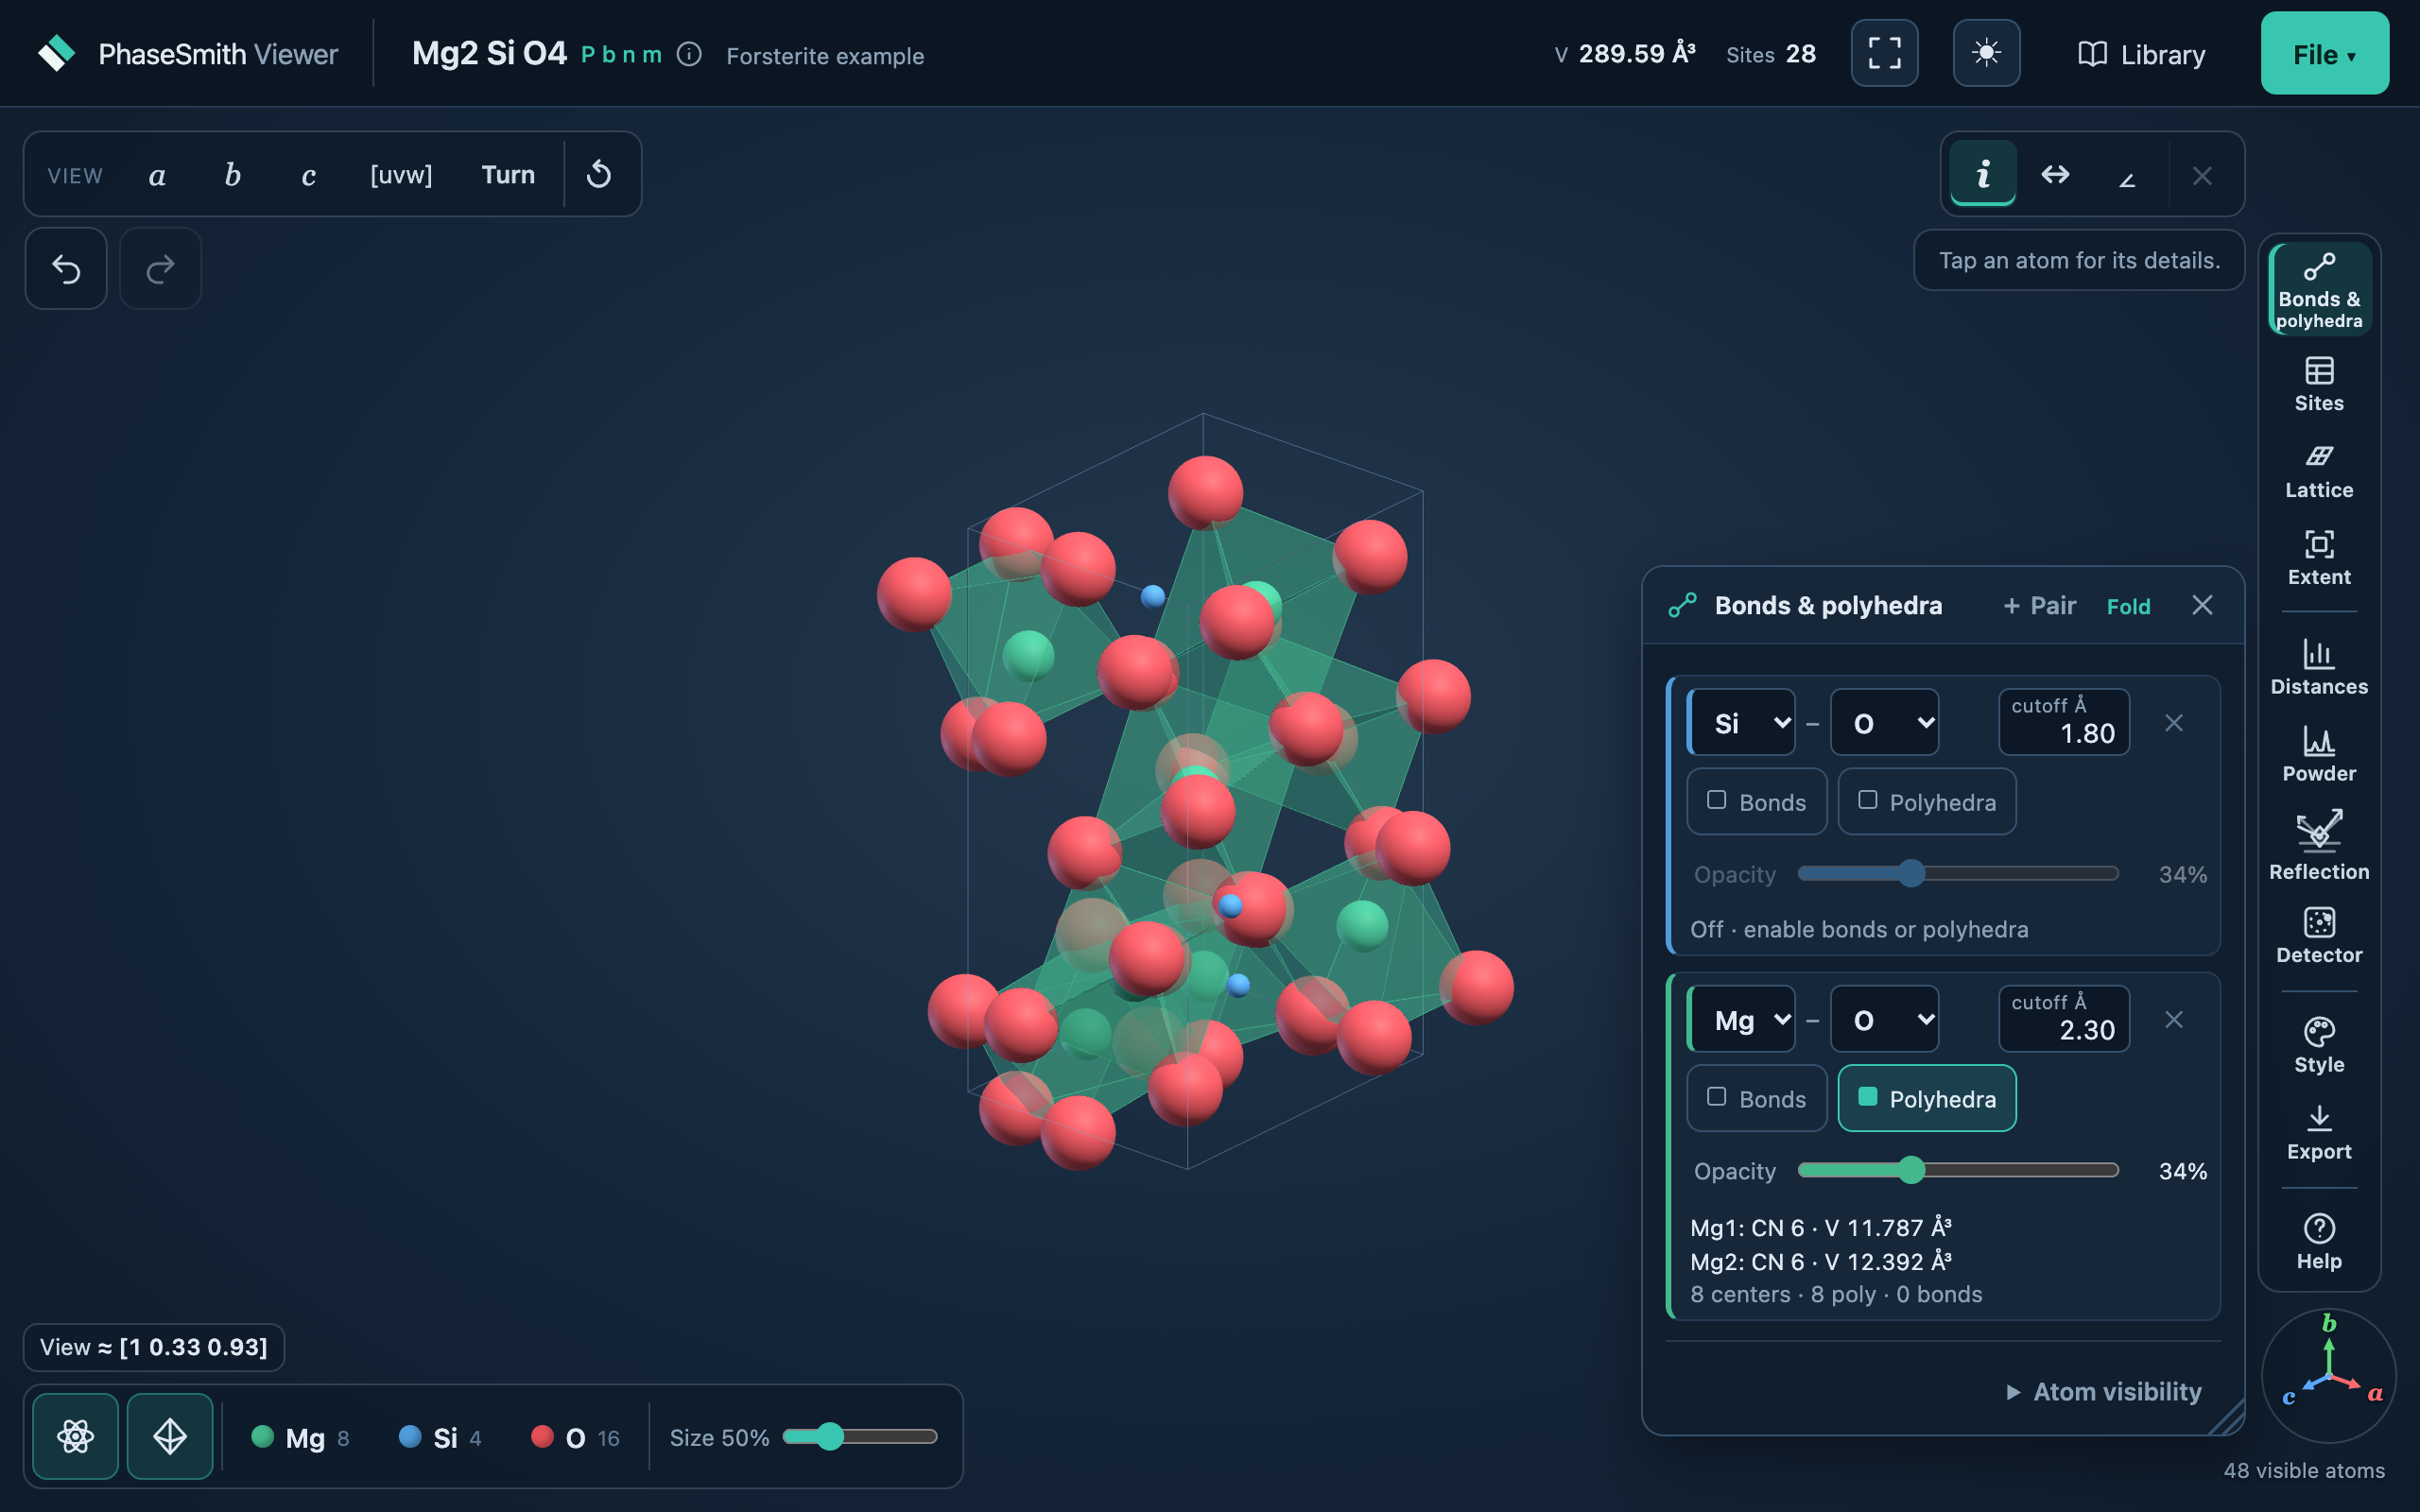 PhaseSmith Viewer
Mg2 Si O4 P b n m Forsterite example
V 289.59 Å³ Sites 28
Library
File ▾
VIEW a b c [uvw] Turn
i
Tap an atom for its details.
Bonds & polyhedra
Sites
Lattice
Extent
Distances
Powder
Reflection
Detector
Style
Export
Help
Bonds & polyhedra + Pair Fold
Si – O cutoff Å 1.80
Bonds Polyhedra
Opacity 34%
Off · enable bonds or polyhedra
Mg – O cutoff Å 2.30
Bonds Polyhedra
Opacity 34%
Mg1: CN 6 · V 11.787 Å³
Mg2: CN 6 · V 12.392 Å³
8 centers · 8 poly · 0 bonds
▶ Atom visibility
View ≈ [1 0.33 0.93]
Mg 8 Si 4 O 16 Size 50%
b
c a
48 visible atoms